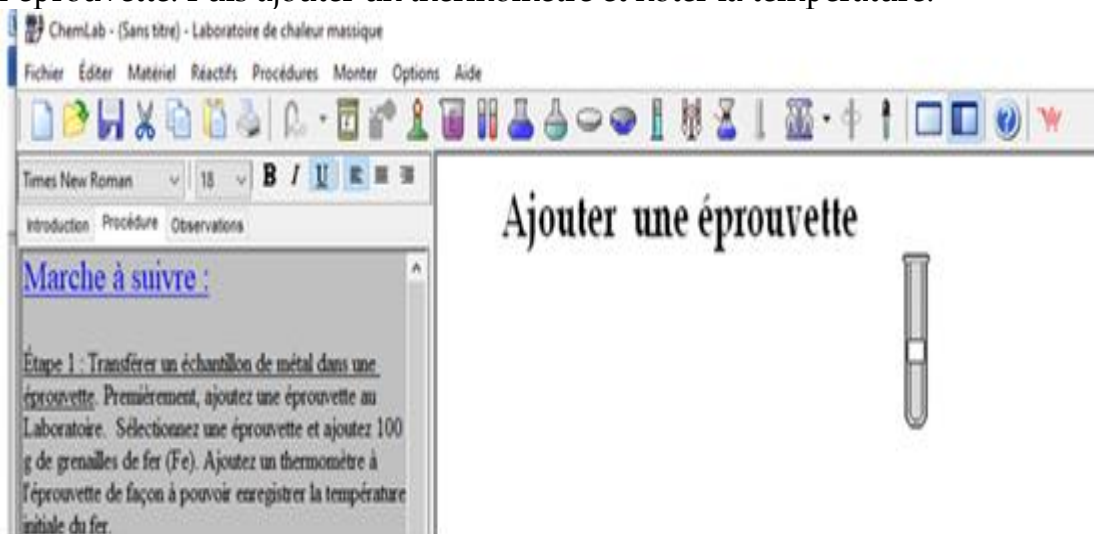 l'éprouvette. Puis ajouter un thermomètre et noter la température.
ChemLab - (Sans titre) - Laboratoire de chaleur massique
Fichier Éditer Matériel Réactifs Procédures Monter Options Aide
Times New Roman 18 B I U
Introduction Procédure Observations
Marche à suivre :
Étape 1 : Transférer un échantillon de métal dans une
éprouvette. Premièrement, ajoutez une éprouvette au
Laboratoire. Sélectionnez une éprouvette et ajoutez 100
g de grenailles de fer (Fe). Ajoutez un thermomètre à
l'éprouvette de façon à pouvoir enregistrer la température
initiale du fer.
Ajouter une éprouvette